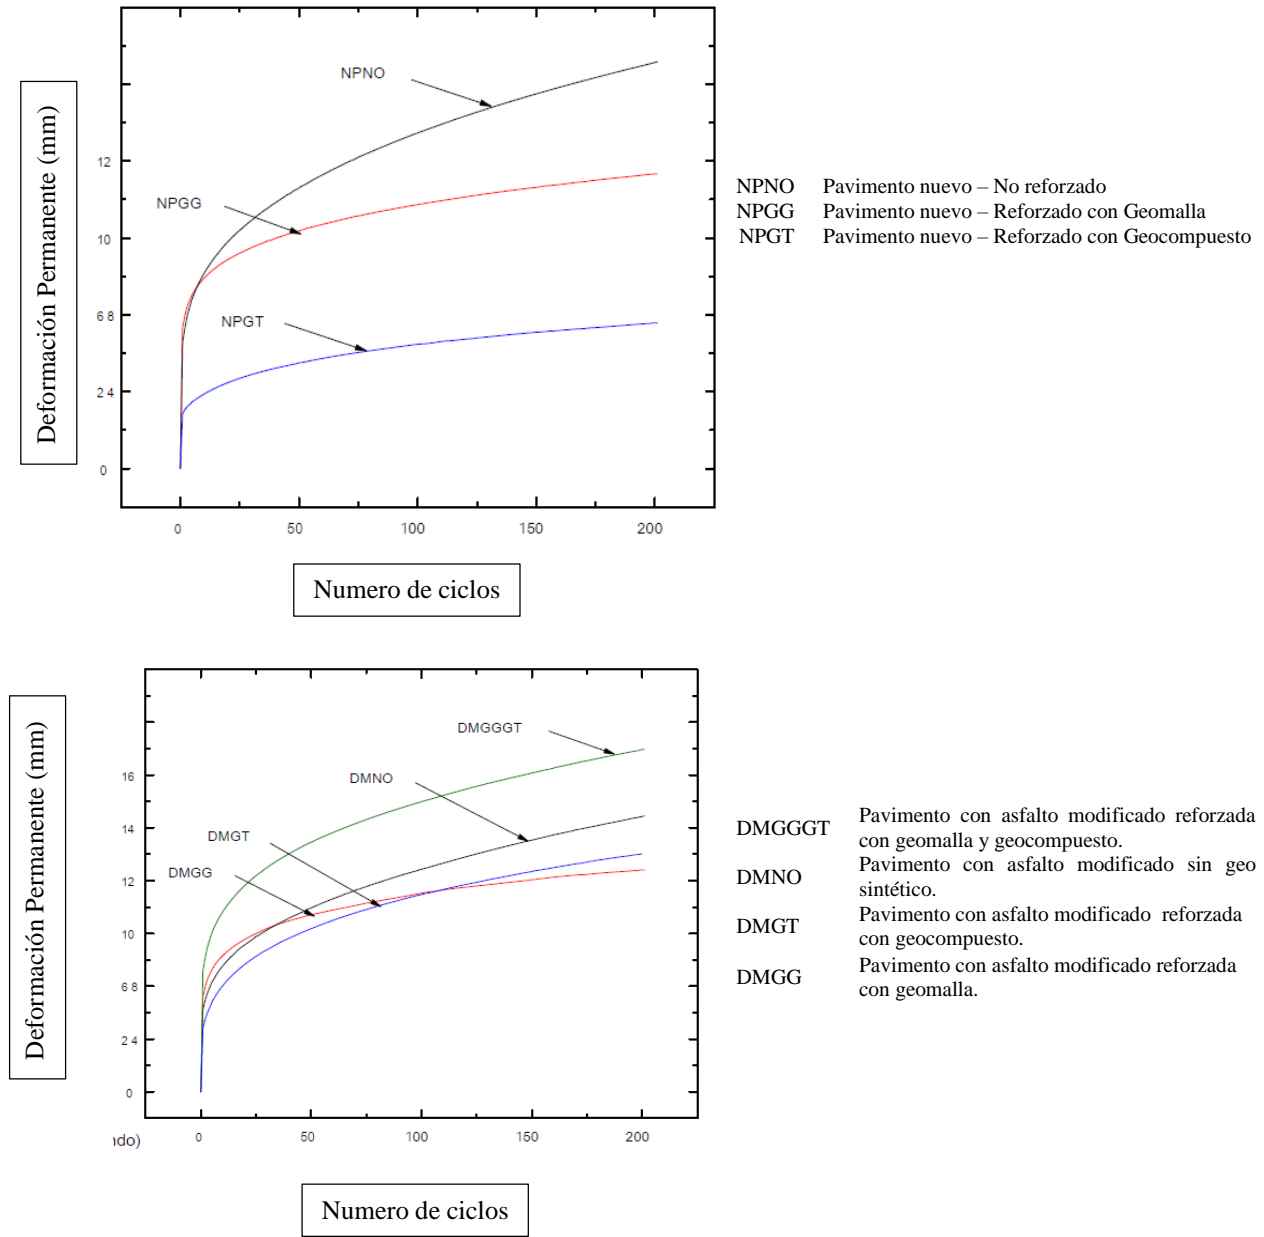 Deformación Permanente (mm)
NPNO
NPGG
NPGT
12
10
6 8
2 4
0
0
50
100
150
200
Numero de ciclos
NPNO Pavimento nuevo – No reforzado
NPGG Pavimento nuevo – Reforzado con Geomalla
NPGT Pavimento nuevo – Reforzado con Geocompuesto
Deformación Permanente (mm)
DMGGGT
DMNO
DMGT
DMGG
16
14
12
10
6 8
2 4
0
ıdo)
0
50
100
150
200
Numero de ciclos
DMGGGT Pavimento con asfalto modificado reforzada
con geomalla y geocompuesto.
DMNO Pavimento con asfalto modificado sin geo
sintético.
DMGT Pavimento con asfalto modificado reforzada
con geocompuesto.
DMGG Pavimento con asfalto modificado reforzada
con geomalla.